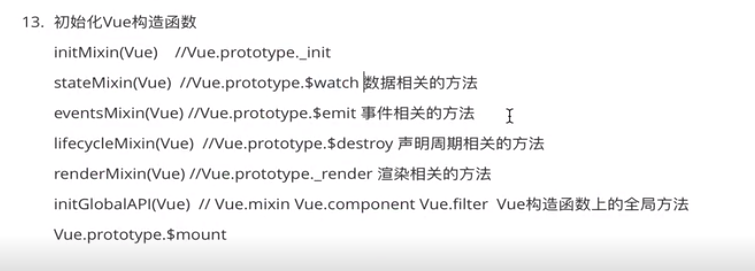 13. 初始化Vue构造函数
initMixin(Vue) //Vue.prototype._init
stateMixin(Vue) //Vue.prototype.$watch 数据相关的方法
eventsMixin(Vue) //Vue.prototype.$emit 事件相关的方法
lifecycleMixin(Vue) //Vue.prototype.$destroy 声明周期相关的方法
renderMixin(Vue) //Vue.prototype._render 渲染相关的方法
initGlobalAPI(Vue) // Vue.mixin Vue.component Vue.filter Vue构造函数上的全局方法
Vue.prototype.$mount